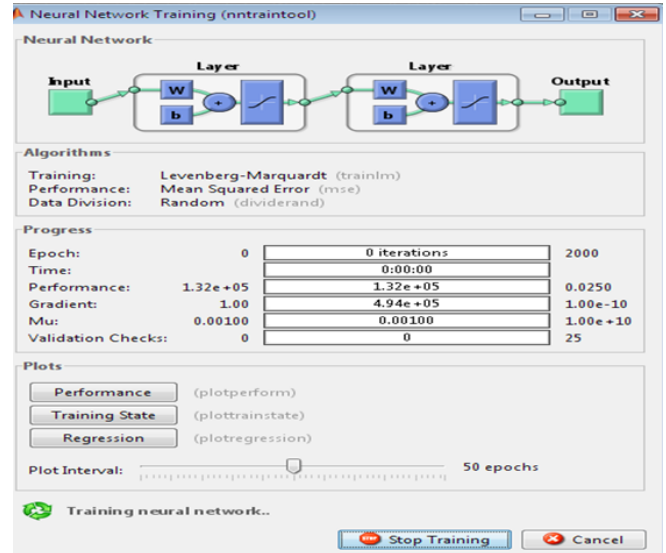 Neural Network Training (nntraintool)
Neural Network
Layer Layer
Input Output
W W
+ +
b b
Algorithms
Training: Levenberg-Marquardt (trainlm)
Performance: Mean Squared Error (mse)
Data Division: Random (dividerand)
Progress
Epoch: 0 0 iterations 2000
Time: 0:00:00
Performance: 1.32e+05 1.32e+05 0.0250
Gradient: 1.00 4.94e+05 1.00e-10
Mu: 0.00100 0.00100 1.00e+10
Validation Checks: 0 0 25
Plots
Performance (plotperform)
Training State (plottrainstate)
Regression (plotregression)
Plot Interval: 50 epochs
Training neural network..
STOP Stop Training Cancel